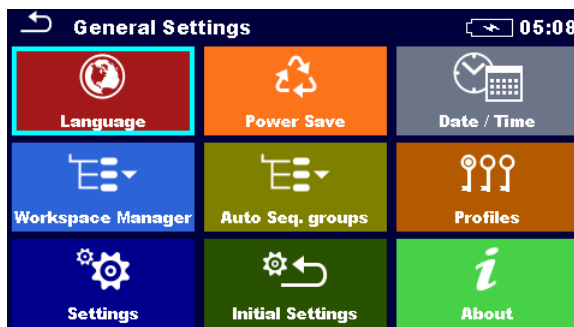 General Settings 05:08
Language Power Save Date / Time
Workspace Manager Auto Seq. groups Profiles
Settings Initial Settings About